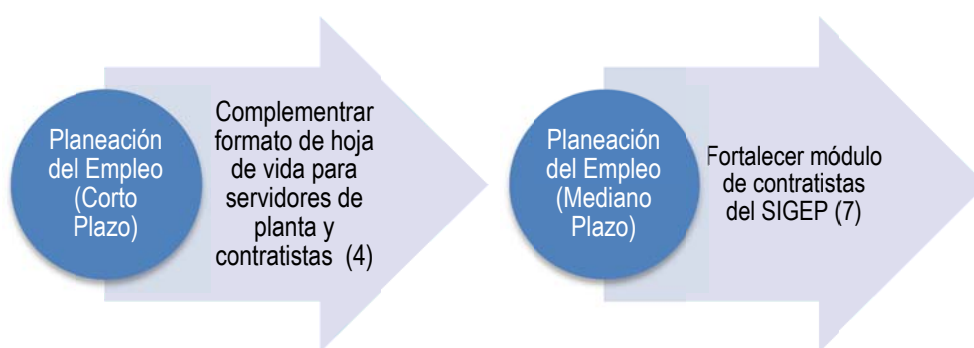 Planeación
del Empleo
(Corto
Plazo)
Complementrar
formato de hoja
de vida para
servidores de
planta y
contratistas (4)
Planeación
del Empleo
(Mediano
Plazo)
Fortalecer módulo
de contratistas
del SIGEP (7)